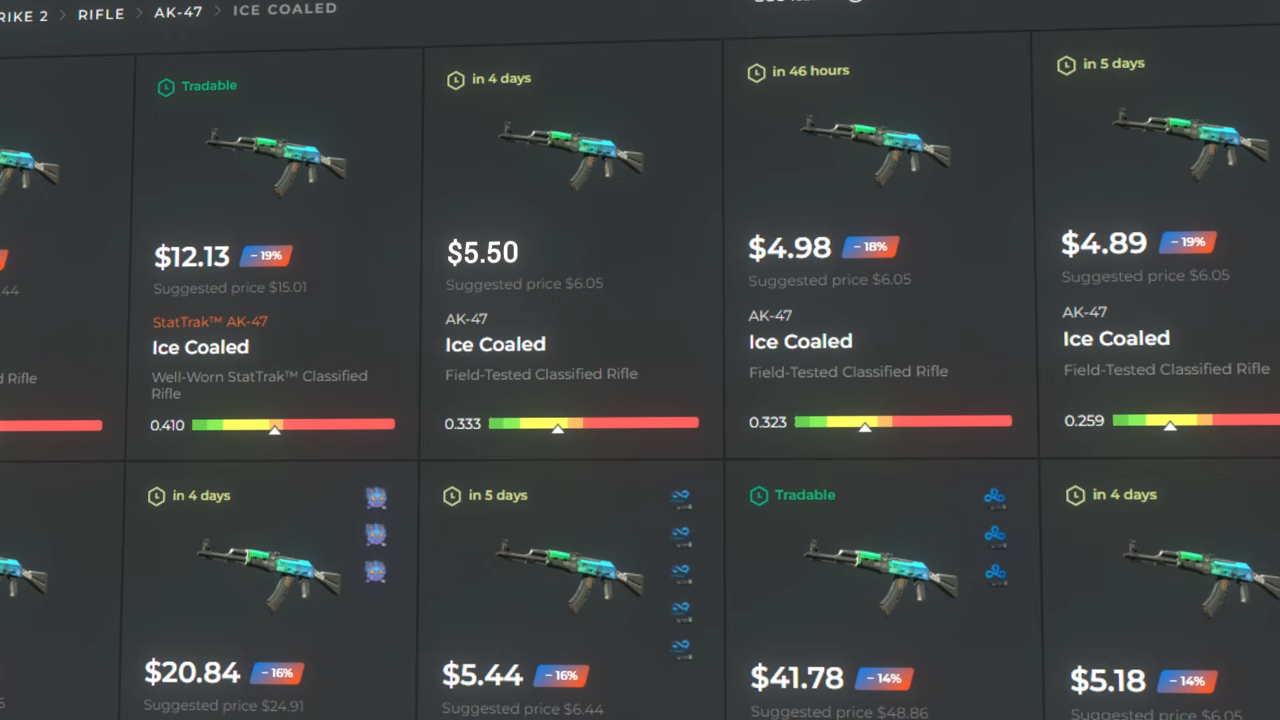 RIKE 2 > RIFLE > AK-47 > ICE COALED
Tradable
$12.13 – 19%
Suggested price $15.01
StatTrak™ AK-47
Ice Coaled
Well-Worn StatTrak™ Classified
Rifle
0.410
in 4 days
$5.50
Suggested price $6.05
AK-47
Ice Coaled
Field-Tested Classified Rifle
0.333
in 46 hours
$4.98 – 18%
Suggested price $6.05
AK-47
Ice Coaled
Field-Tested Classified Rifle
0.323
in 5 days
$4.89 – 19%
Suggested price $6.05
AK-47
Ice Coaled
Field-Tested Classified Rifle
0.259
.44
d Rifle
in 4 days
$20.84 – 16%
Suggested price $24.91
in 5 days
$5.44 – 16%
Suggested price $6.44
Tradable
$41.78 – 14%
Suggested price $48.86
in 4 days
$5.18 – 14%
Suggested price $6.05